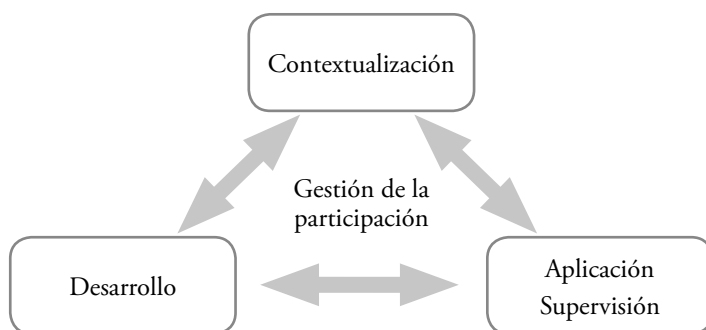 Contextualización
Gestión de la
participación
Desarrollo
Aplicación
Supervisión